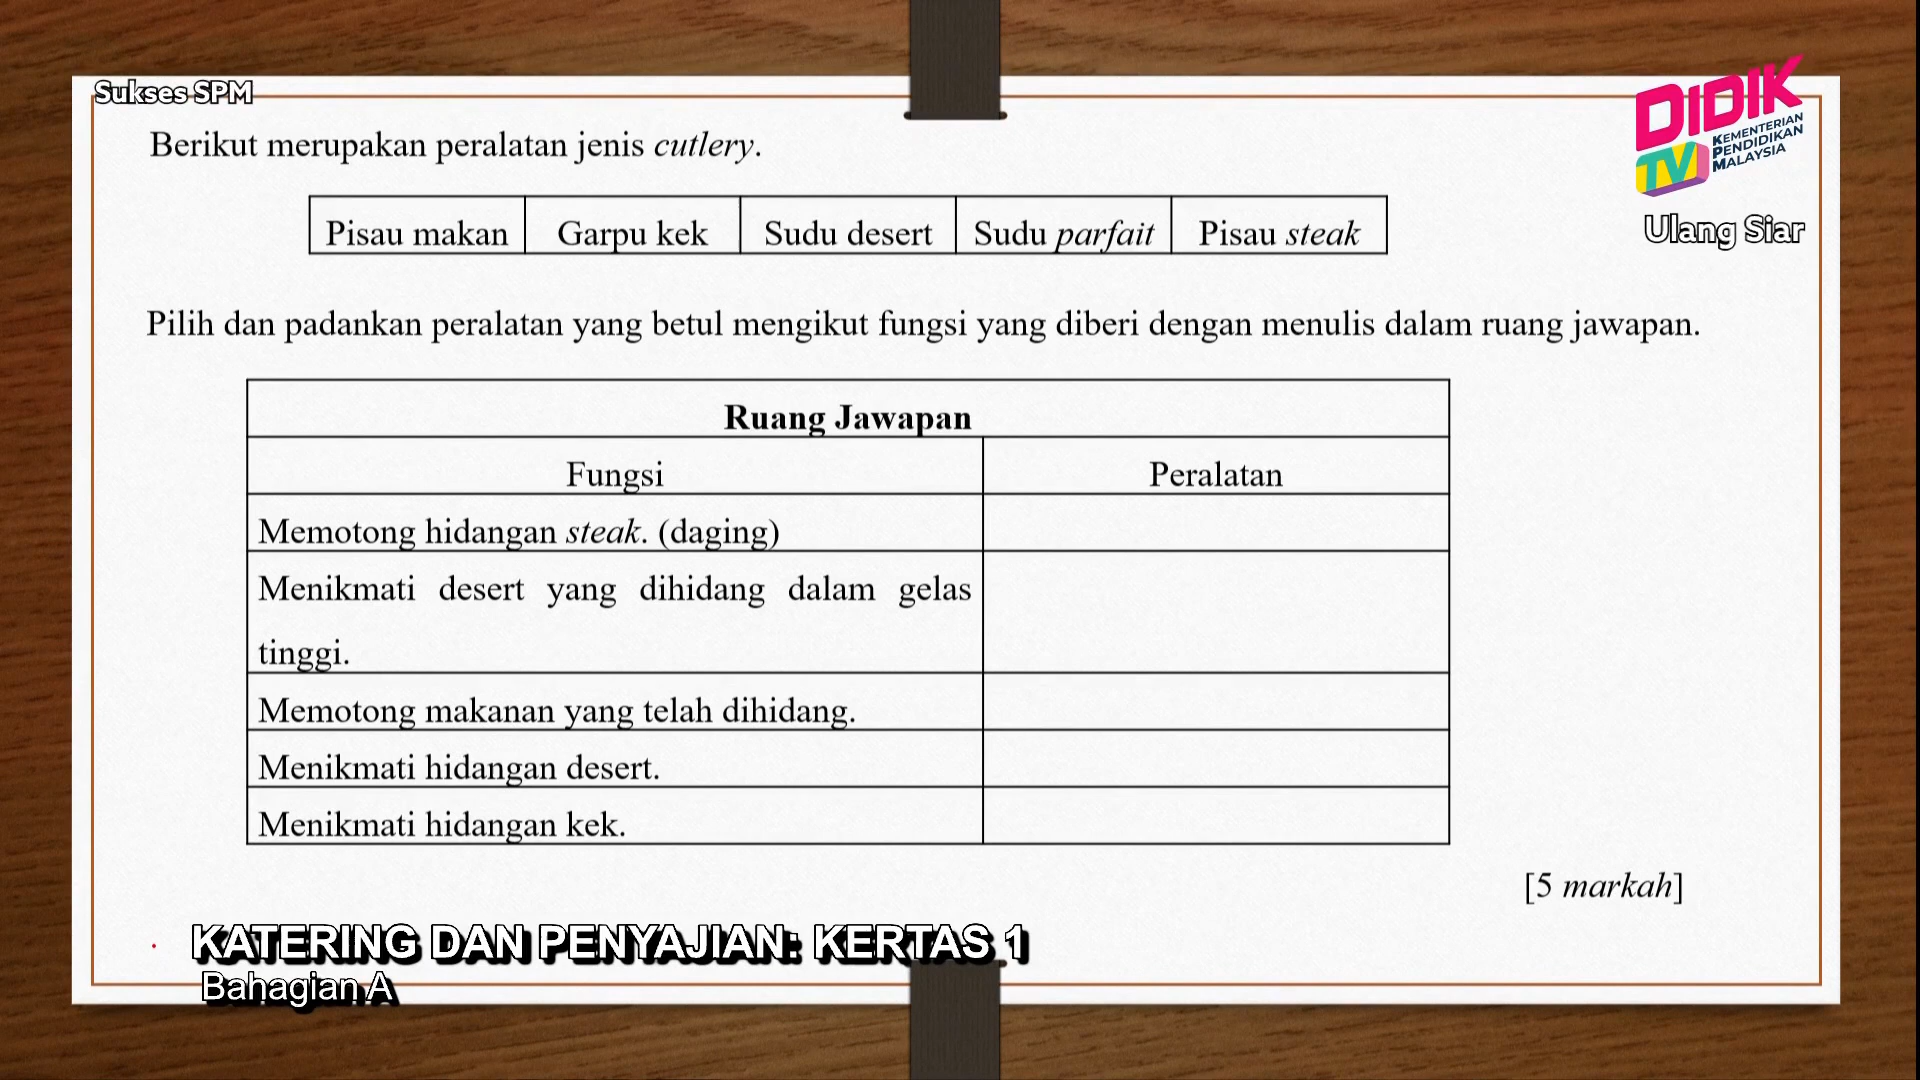 Sukses SPM
DIDIK
TV
KEMENTERIAN
PENDIDIKAN
MALAYSIA
Ulang Siar
Berikut merupakan peralatan jenis cutlery.
Pisau makan Garpu kek Sudu desert Sudu parfait Pisau steak
Pilih dan padankan peralatan yang betul mengikut fungsi yang diberi dengan menulis dalam ruang jawapan.
Ruang Jawapan
Fungsi Peralatan
Memotong hidangan steak. (daging)
Menikmati desert yang dihidang dalam gelas
tinggi.
Memotong makanan yang telah dihidang.
Menikmati hidangan desert.
Menikmati hidangan kek.
[5 markah]
KATERING DAN PENYAJIAN: KERTAS 1
Bahagian A